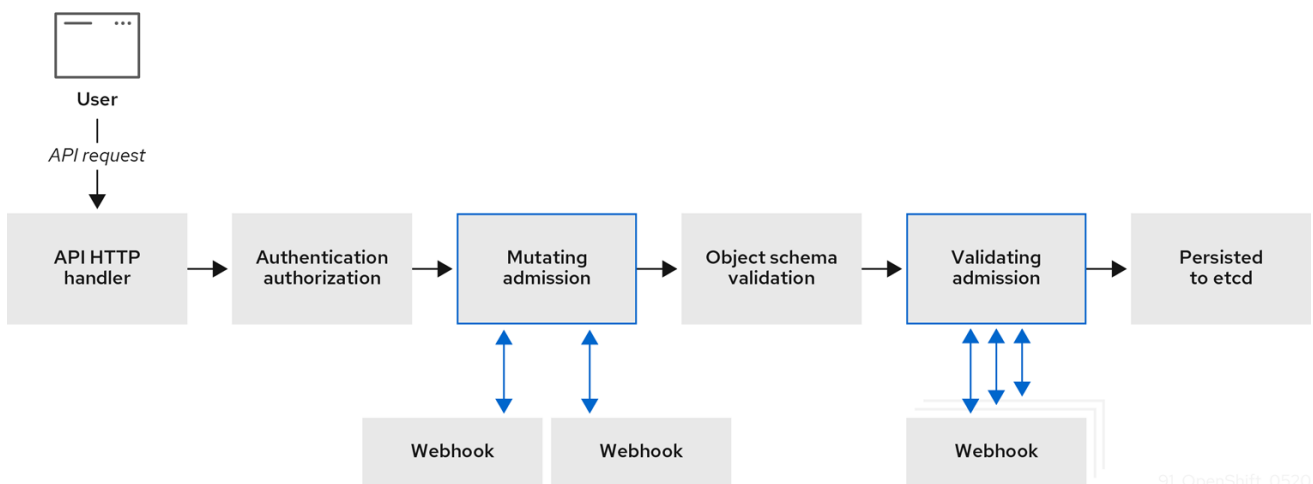 User
API request
API HTTP
handler
Authentication
authorization
Mutating
admission
Object schema
validation
Validating
admission
Persisted
to etcd
Webhook
Webhook
Webhook
91_OpenShift_0520